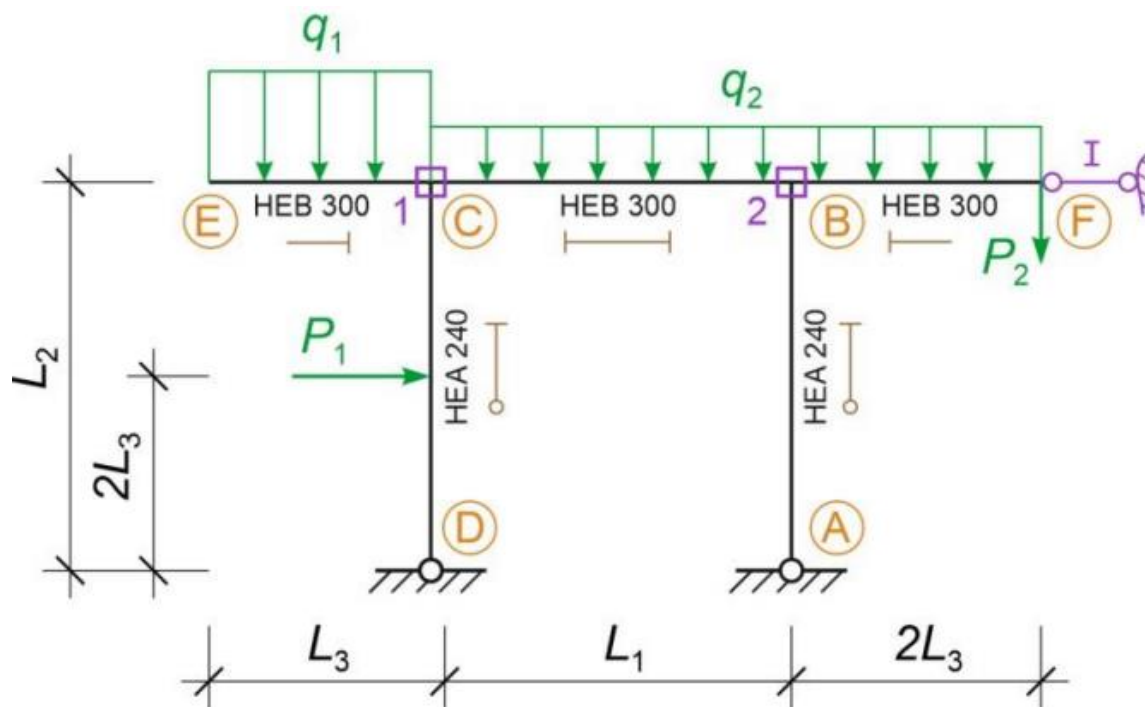 q₁
q₂
I
HEB 300
HEB 300
HEB 300
E
1
C
2
B
F
P₂
L₂
P₁
HEA 240
HEA 240
2L₃
D
A
L₃
L₁
2L₃